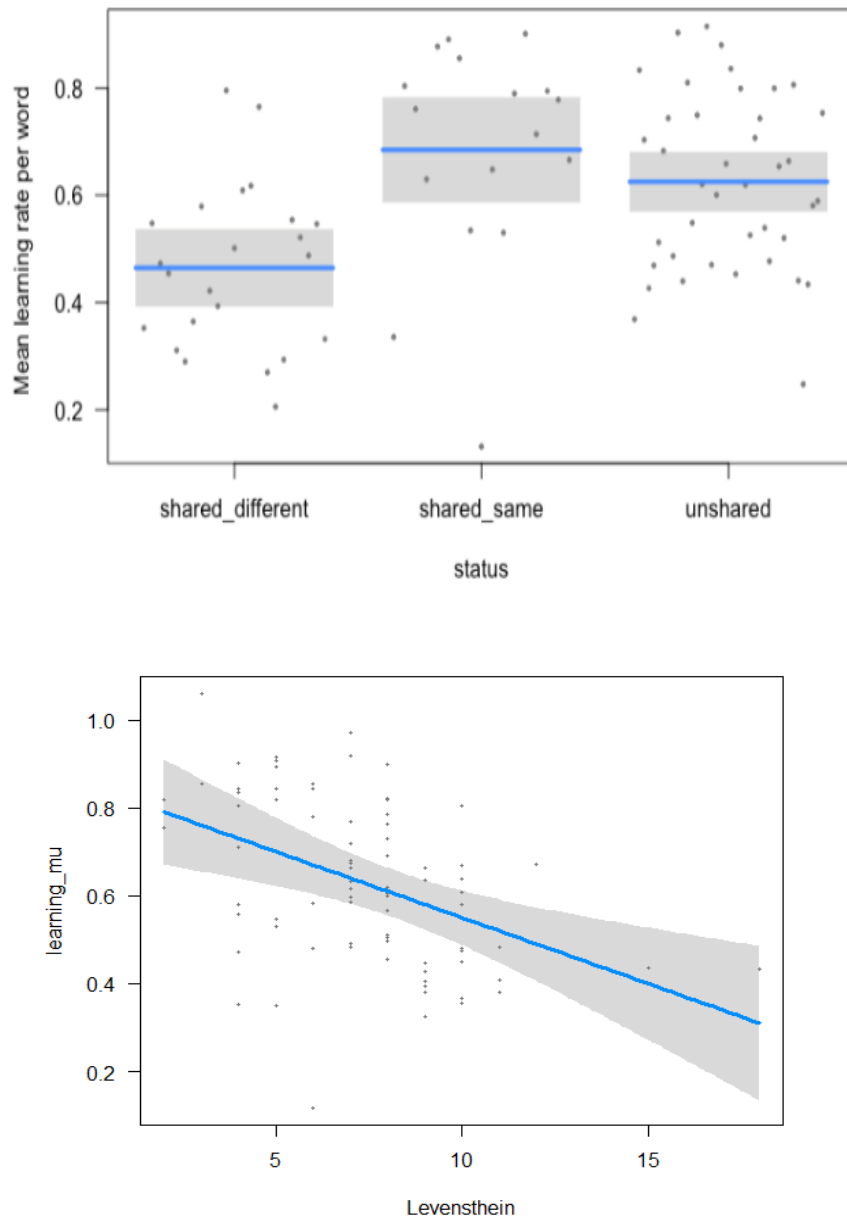 Mean learning rate per word
0.8
0.6
0.4
0.2
shared_different shared_same unshared
status
learning_mu
1.0
0.8
0.6
0.4
0.2
5 10 15
Levensthein